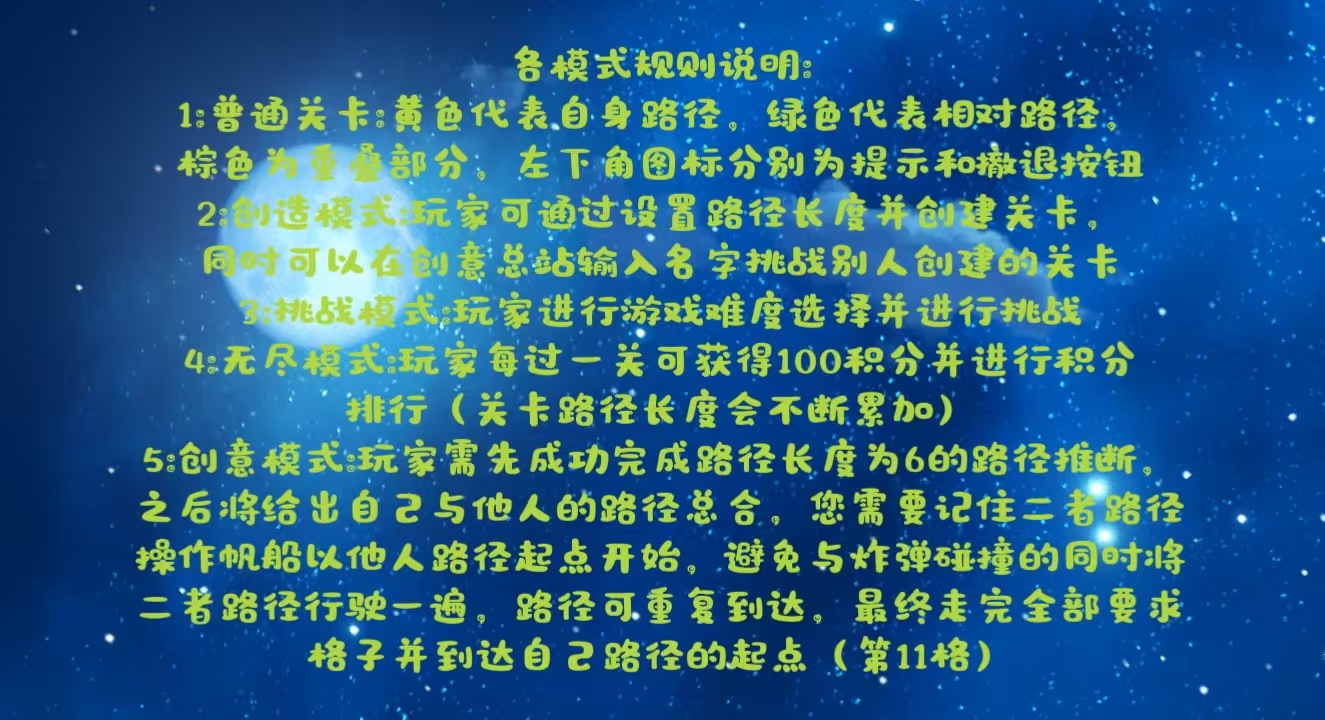 各模式规则说明:
1:普通关卡:黄色代表自身路径，绿色代表相对路径，
棕色为重叠部分，左下角图标分别为提示和撤退按钮
2:创造模式:玩家可通过设置路径长度并创建关卡，
同时可以在创意总站输入名字挑战别人创建的关卡
3:挑战模式:玩家进行游戏难度选择并进行挑战
4:无尽模式:玩家每过一关可获得100积分并进行积分
排行（关卡路径长度会不断累加）
5:创意模式:玩家需先成功完成路径长度为6的路径推断，
之后将给出自己与他人的路径总合，您需要记住二者路径
操作帆船以他人路径起点开始，避免与炸弹碰撞的同时将
二者路径行驶一遍，路径可重复到达，最终走完全部要求
格子并到达自己路径的起点（第11格）